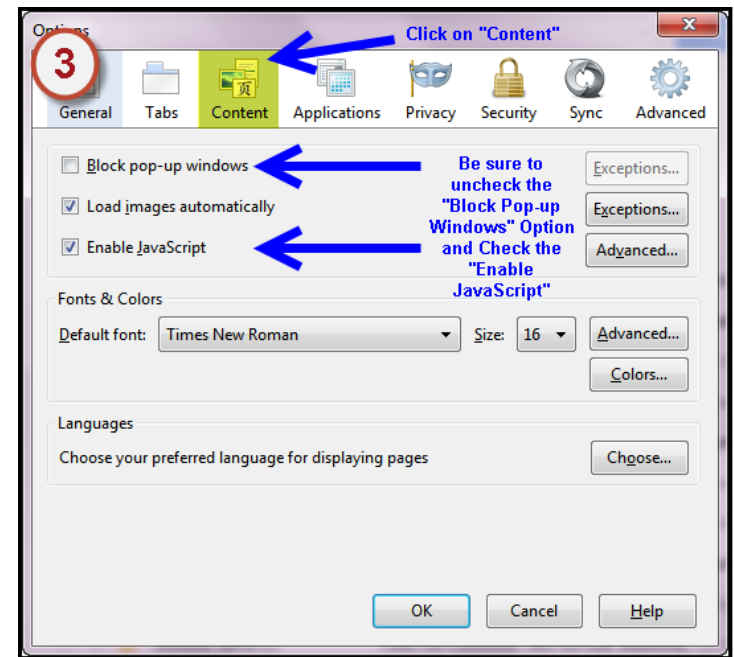 Options
Click on "Content"
3
General Tabs Content Applications Privacy Security Sync Advanced
页
Block pop-up windows
Be sure to
uncheck the
"Block Pop-up
Windows" Option
and Check the
"Enable
JavaScript"
Exceptions...
Load images automatically
Exceptions...
Enable JavaScript
Advanced...
Fonts & Colors
Default font: Times New Roman Size: 16 Advanced...
Colors...
Languages
Choose your preferred language for displaying pages Choose...
OK Cancel Help